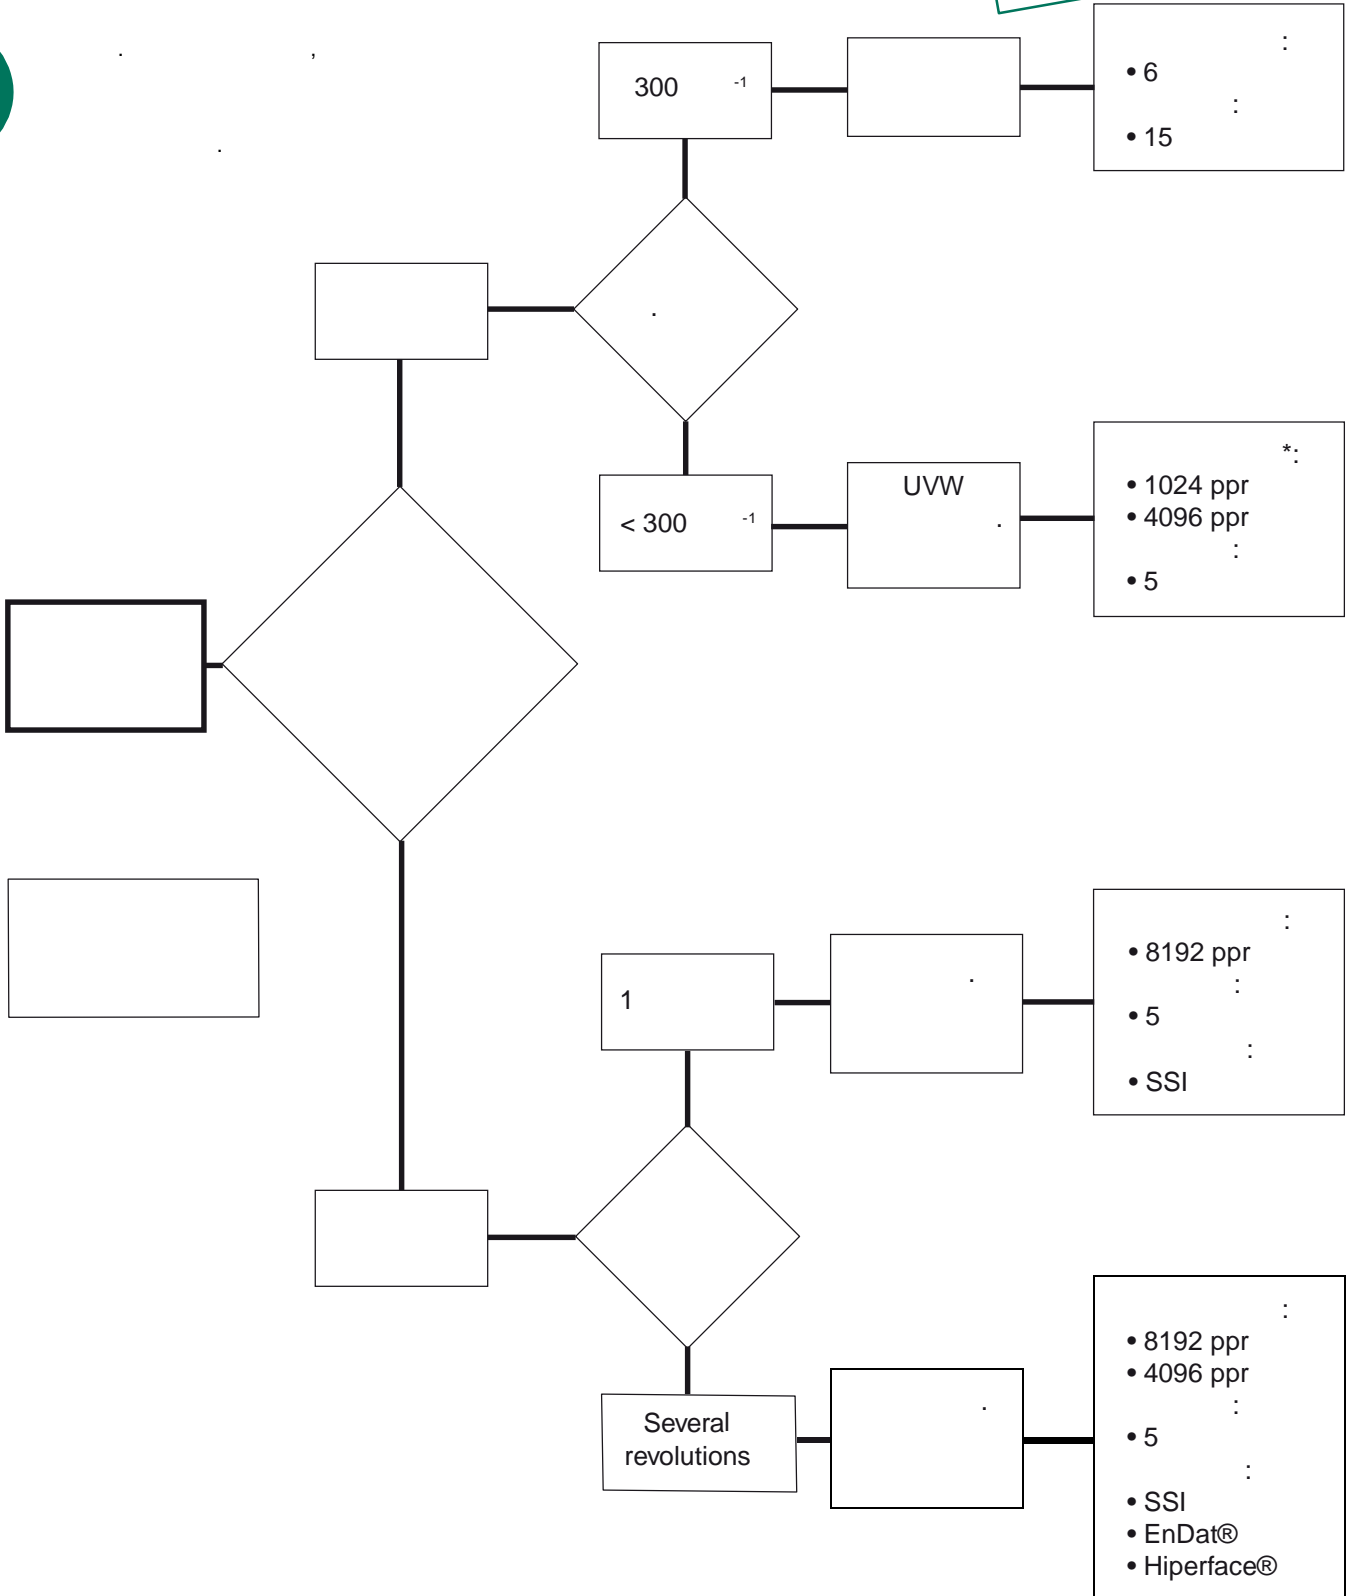 . ,
.
300 -1
:
• 6
:
• 15
.
< 300 -1
UVW
.
*:
• 1024 ppr
• 4096 ppr
:
• 5
1
.
:
• 8192 ppr
:
• 5
:
• SSI
Several
revolutions
.
:
• 8192 ppr
• 4096 ppr
:
• 5
:
• SSI
• EnDat®
• Hiperface®